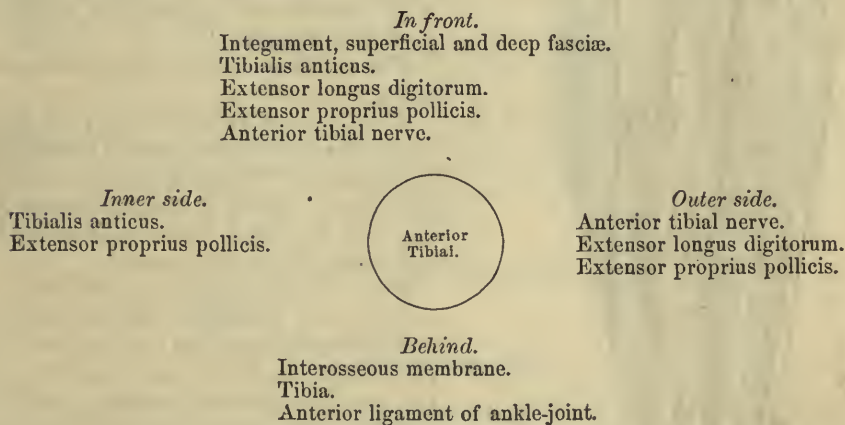 In front.
Integument, superficial and deep fasciæ.
Tibialis anticus.
Extensor longus digitorum.
Extensor proprius pollicis.
Anterior tibial nerve.
Inner side.
Tibialis anticus.
Extensor proprius pollicis.
Anterior
Tibial.
Outer side.
Anterior tibial nerve.
Extensor longus digitorum.
Extensor proprius pollicis.
Behind.
Interosseous membrane.
Tibia.
Anterior ligament of ankle-joint.